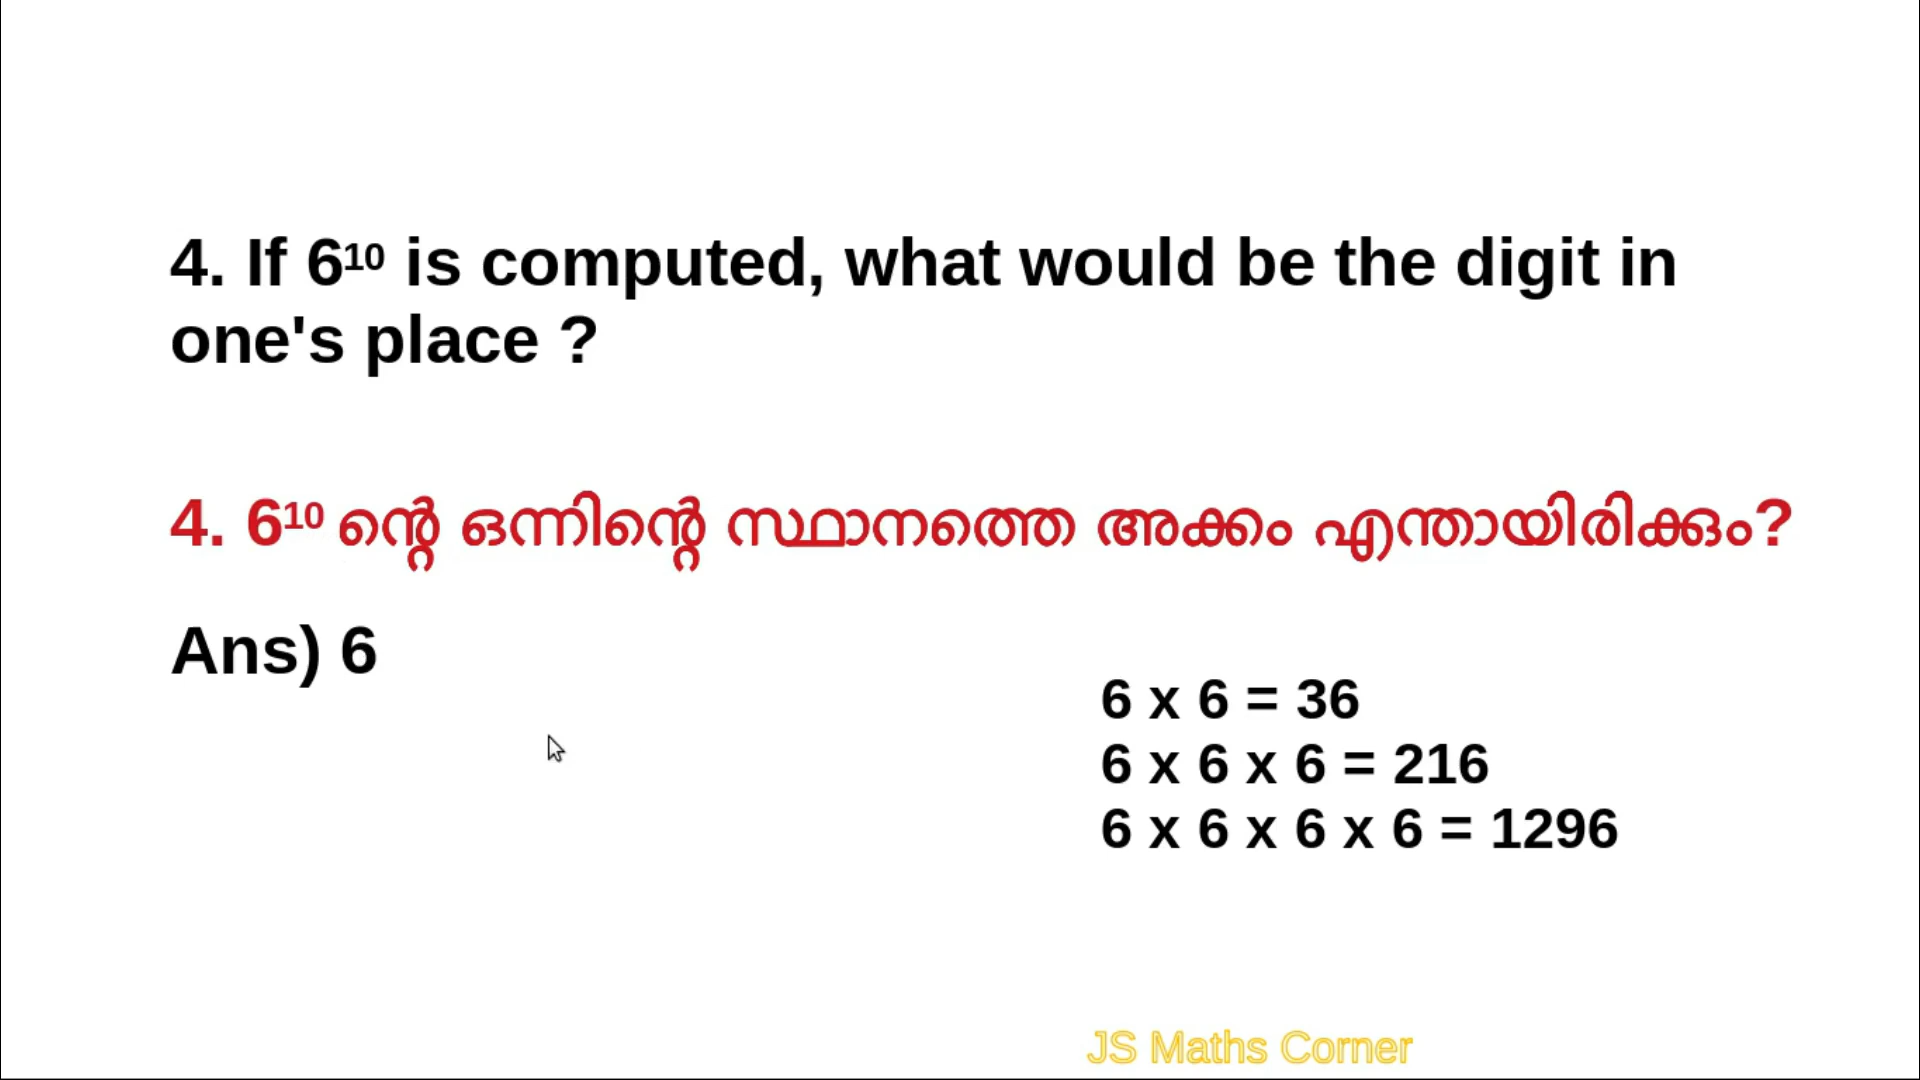 4. If 6¹⁰ is computed, what would be the digit in
one's place ?
4. 6¹⁰ ന്റെ ഒന്നിന്റെ സ്ഥാനത്തെ അക്കം എന്തായിരിക്കും?
Ans) 6
6 x 6 = 36
6 x 6 x 6 = 216
6 x 6 x 6 x 6 = 1296
JS Maths Corner